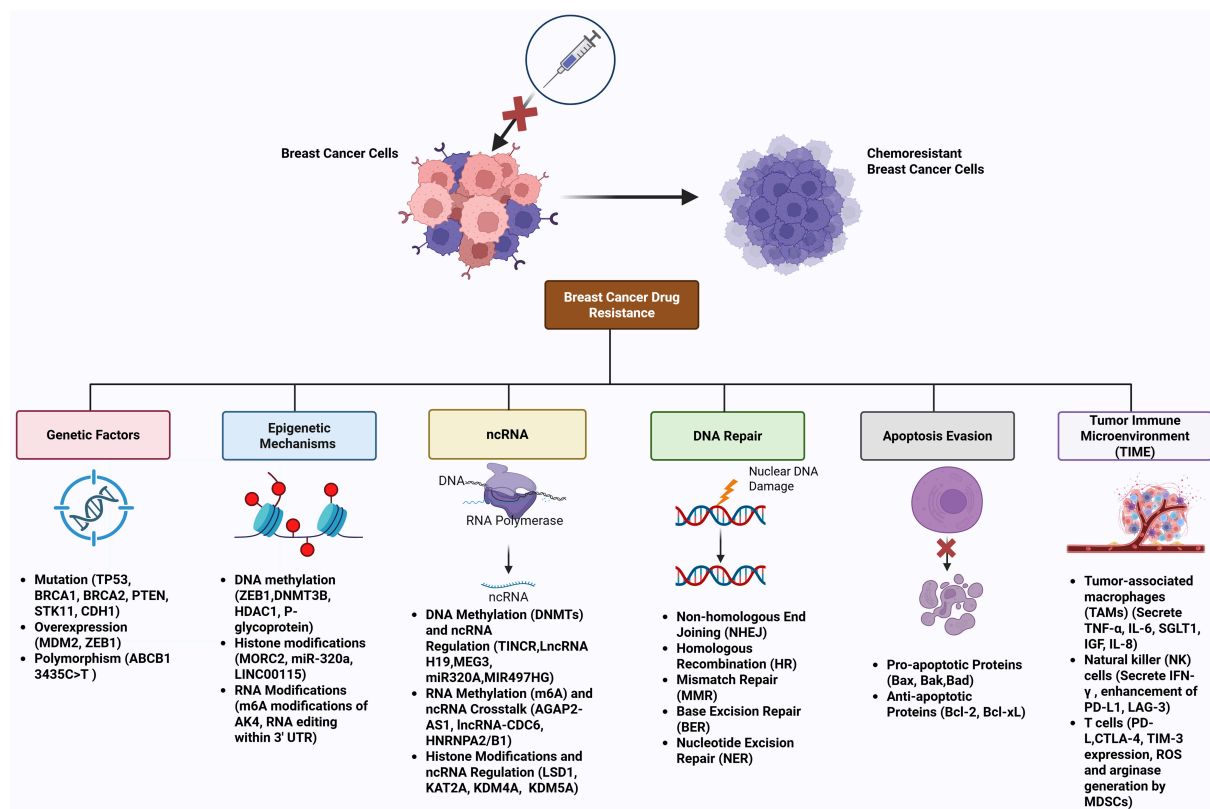 Breast Cancer Cells
Chemoresistant
Breast Cancer Cells
Breast Cancer Drug
Resistance
Genetic Factors
• Mutation (TP53,
BRCA1, BRCA2, PTEN,
STK11, CDH1)
• Overexpression
(MDM2, ZEB1)
• Polymorphism (ABCB1
3435C>T )
Epigenetic
Mechanisms
• DNA methylation
(ZEB1,DNMT3B,
HDAC1, P-
glycoprotein)
• Histone modifications
(MORC2, miR-320a,
LINC00115)
• RNA Modifications
(m6A modifications of
AK4, RNA editing
within 3' UTR)
ncRNA
DNA
RNA Polymerase
ncRNA
• DNA Methylation (DNMTs) and
ncRNA
Regulation (TINCR,LncRNA
H19,MEG3,
miR320A,MIR497HG)
• RNA Methylation (m6A) and
ncRNA Crosstalk (AGAP2-
AS1, lncRNA-CDC6,
HNRNPA2/B1)
• Histone Modifications and
ncRNA Regulation (LSD1,
KAT2A, KDM4A, KDM5A)
DNA Repair
Nuclear DNA
Damage
• Non-homologous End
Joining (NHEJ)
• Homologous
Recombination (HR)
• Mismatch Repair
(MMR)
• Base Excision Repair
(BER)
• Nucleotide Excision
Repair (NER)
Apoptosis Evasion
• Pro-apoptotic Proteins
(Bax, Bak,Bad)
• Anti-apoptotic
Proteins (Bcl-2, Bcl-xL)
Tumor Immune
Microenvironment
(TIME)
• Tumor-associated
macrophages
(TAMs) (Secrete
TNF-α, IL-6, SGLT1,
IGF, IL-8)
• Natural killer (NK)
cells (Secrete IFN-
γ , enhancement of
PD-L1, LAG-3)
• T cells (PD-
L,CTLA-4, TIM-3
expression, ROS
and arginase
generation by
MDSCs)